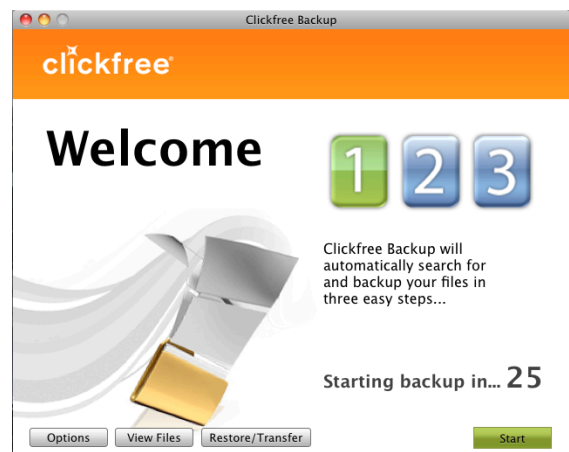 Clickfree Backup
clickfree
Welcome
1 2 3
Clickfree Backup will
automatically search for
and backup your files in
three easy steps...
Starting backup in... 25
Options View Files Restore/Transfer Start